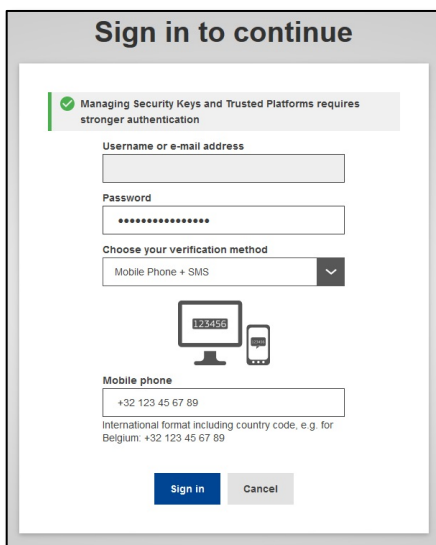 Sign in to continue
Managing Security Keys and Trusted Platforms requires
stronger authentication
Username or e-mail address
Password
••••••••••••••••
Choose your verification method
Mobile Phone + SMS
123456
Mobile phone
+32 123 45 67 89
International format including country code, e.g. for
Belgium: +32 123 45 67 89
Sign in
Cancel